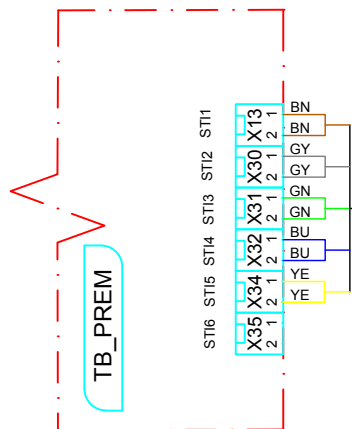 STI1
X13
1
2
BN
BN
STI2
X30
1
2
GY
GY
STI3
X31
1
2
GN
GN
STI4
X32
1
2
BU
BU
STI5
X34
1
2
YE
YE
STI6
X35
1
2
TB_PREM